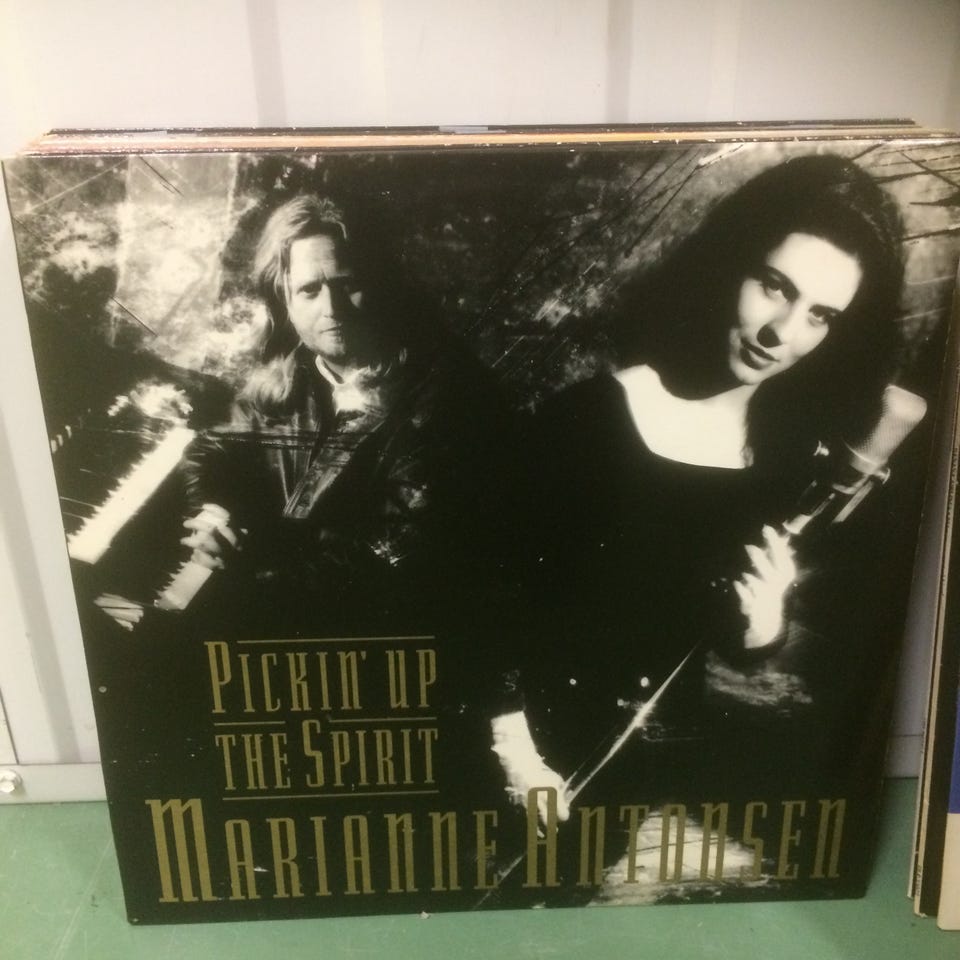 PICKIN' UP
THE SPIRIT
MARIANNE ANTONSEN